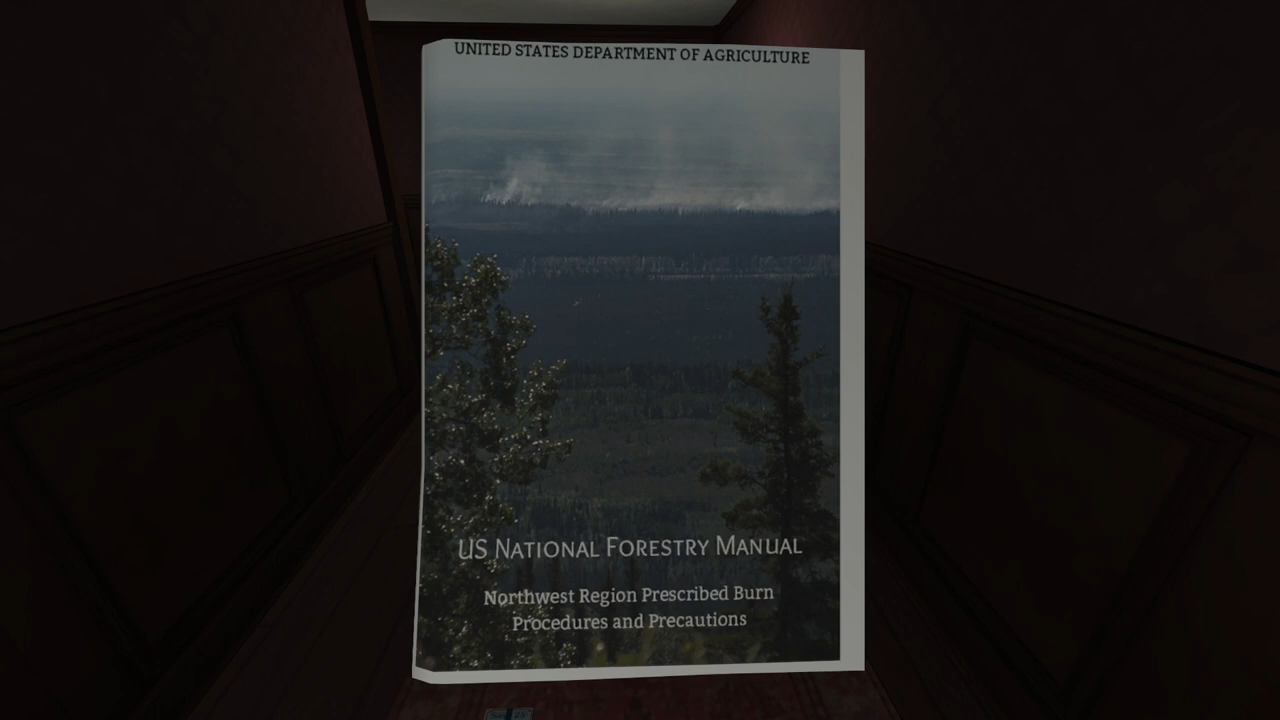 UNITED STATES DEPARTMENT OF AGRICULTURE
US NATIONAL FORESTRY MANUAL
Northwest Region Prescribed Burn
Procedures and Precautions